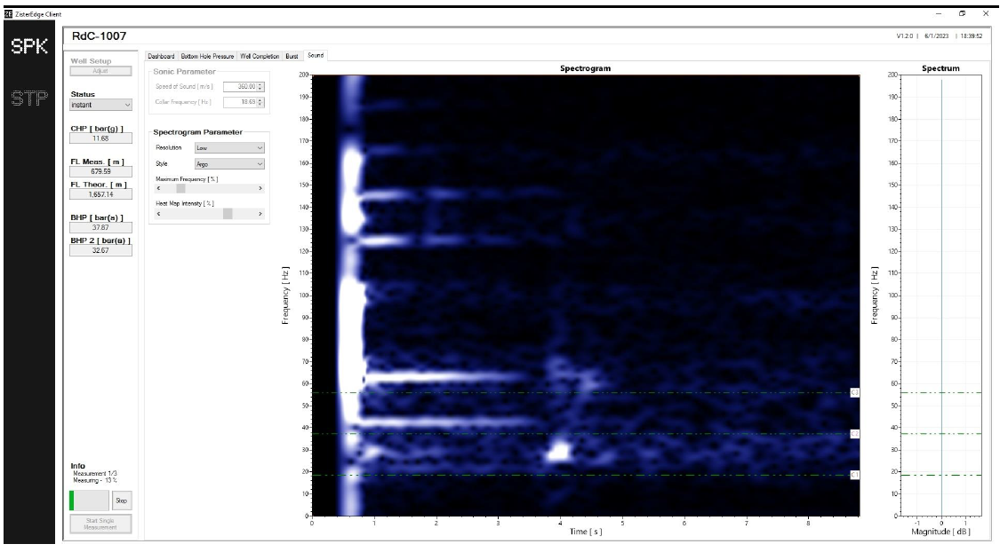 ZE ZisterEdge Client
SPK
STP
RdC-1007
V1.2.0 | 6/1/2023 | 18:39:52
Well Setup
Adjust
Status
instant
CHP [ bar(g) ]
11.68
FL Meas. [ m ]
679.59
FL Theor. [ m ]
1,657.14
BHP [ bar(a) ]
37.87
BHP 2 [ bar(a) ]
32.67
Info
Measurement 1/3
Measuring - 13 %
Stop
Start Single
Measurement
Dashboard Bottom Hole Pressure Well Completion Burst Sound
Sonic Parameter
Speed of Sound [ m/s ] 360.00
Collar Frequency [ Hz ] 18.69
Spectrogram Parameter
Resolution Low
Style Argo
Maximum Frequency [ % ]
Heat Map Intensity [ % ]
Spectrogram
Frequency [ Hz ]
200
190
180
170
160
150
140
130
120
110
100
90
80
70
60
50
40
30
20
10
0
C3
C2
C1
0 1 2 3 4 5 6 7 8
Time [ s ]
Spectrum
Frequency [ Hz ]
200
190
180
170
160
150
140
130
120
110
100
90
80
70
60
50
40
30
20
10
0
-1 0 1
Magnitude [ dB ]